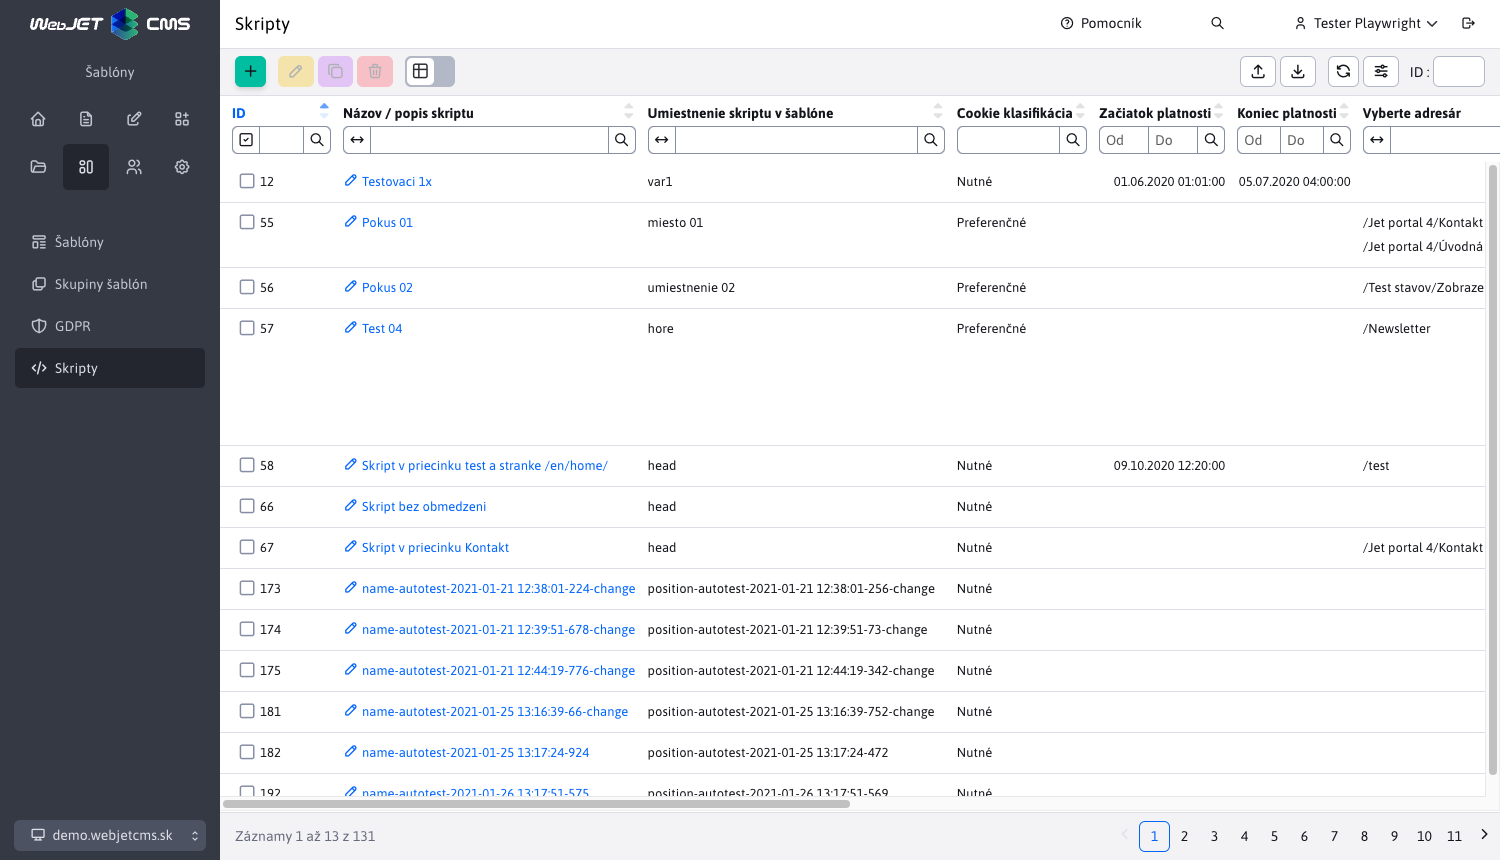 WebJET CMS
Skripty
Pomocník
Tester Playwright
Šablóny
ID :
ID
Názov / popis skriptu
Umiestnenie skriptu v šablóne
Cookie klasifikácia
Začiatok platnosti
Koniec platnosti
Vyberte adresár
Od Do
Od Do
12 Testovaci 1x var1 Nutné 01.06.2020 01:01:00 05.07.2020 04:00:00
55 Pokus 01 miesto 01 Preferenčné /Jet portal 4/Kontakt
/Jet portal 4/Úvodná
56 Pokus 02 umiestnenie 02 Preferenčné /Test stavov/Zobraze
57 Test 04 hore Preferenčné /Newsletter
58 Skript v priecinku test a stranke /en/home/ head Nutné 09.10.2020 12:20:00 /test
66 Skript bez obmedzeni head Nutné
67 Skript v priecinku Kontakt head Nutné /Jet portal 4/Kontakt
173 name-autotest-2021-01-21 12:38:01-224-change position-autotest-2021-01-21 12:38:01-256-change Nutné
174 name-autotest-2021-01-21 12:39:51-678-change position-autotest-2021-01-21 12:39:51-73-change Nutné
175 name-autotest-2021-01-21 12:44:19-776-change position-autotest-2021-01-21 12:44:19-342-change Nutné
181 name-autotest-2021-01-25 13:16:39-66-change position-autotest-2021-01-25 13:16:39-752-change Nutné
182 name-autotest-2021-01-25 13:17:24-924 position-autotest-2021-01-25 13:17:24-472 Nutné
192 name-autotest-2021-01-26 13:17:51-575 position-autotest-2021-01-26 13:17:51-569 Nutné
Šablóny
Skupiny šablón
GDPR
Skripty
demo.webjetcms.sk
Záznamy 1 až 13 z 131
1 2 3 4 5 6 7 8 9 10 11